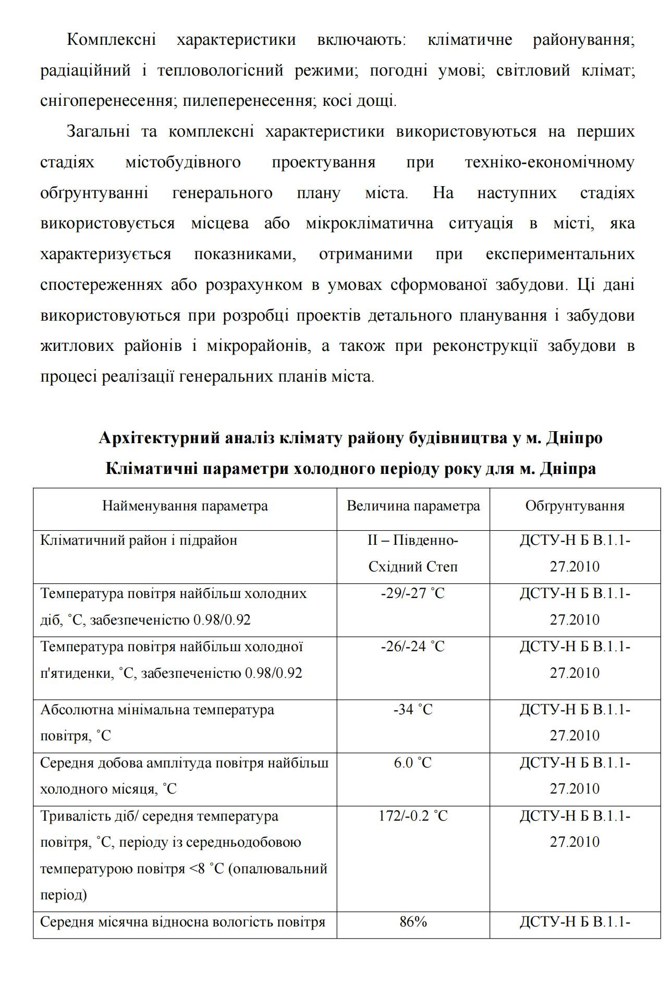 Комплексні характеристики включають: кліматичне районування;
радіаційний і тепловологісний режими; погодні умові; світловий клімат;
снігоперенесення; пилеперенесення; косі дощі.
Загальні та комплексні характеристики використовуються на перших
стадіях містобудівного проектування при техніко-економічному
обґрунтуванні генерального плану міста. На наступних стадіях
використовується місцева або мікрокліматична ситуація в місті, яка
характеризується показниками, отриманими при експериментальних
спостереженнях або розрахунком в умовах сформованої забудови. Ці дані
використовуються при розробці проектів детального планування і забудови
житлових районів і мікрорайонів, а також при реконструкції забудови в
процесі реалізації генеральних планів міста.
Архітектурний аналіз клімату району будівництва у м. Дніпро
Кліматичні параметри холодного періоду року для м. Дніпра
Найменування параметра Величина параметра Обґрунтування
Кліматичний район і підрайон ІІ – Південно- ДСТУ-Н Б В.1.1-
Східний Степ 27.2010
Температура повітря найбільш холодних -29/-27 ˚С ДСТУ-Н Б В.1.1-
діб, ˚С, забезпеченістю 0.98/0.92 27.2010
Температура повітря найбільш холодної -26/-24 ˚С ДСТУ-Н Б В.1.1-
п'ятиденки, ˚С, забезпеченістю 0.98/0.92 27.2010
Абсолютна мінімальна температура -34 ˚С ДСТУ-Н Б В.1.1-
повітря, ˚С 27.2010
Середня добова амплітуда повітря найбільш 6.0 ˚С ДСТУ-Н Б В.1.1-
холодного місяця, ˚С 27.2010
Тривалість діб/ середня температура 172/-0.2 ˚С ДСТУ-Н Б В.1.1-
повітря, ˚С, періоду із середньодобовою 27.2010
температурою повітря <8 ˚С (опалювальний
період)
Середня місячна відносна вологість повітря 86% ДСТУ-Н Б В.1.1-